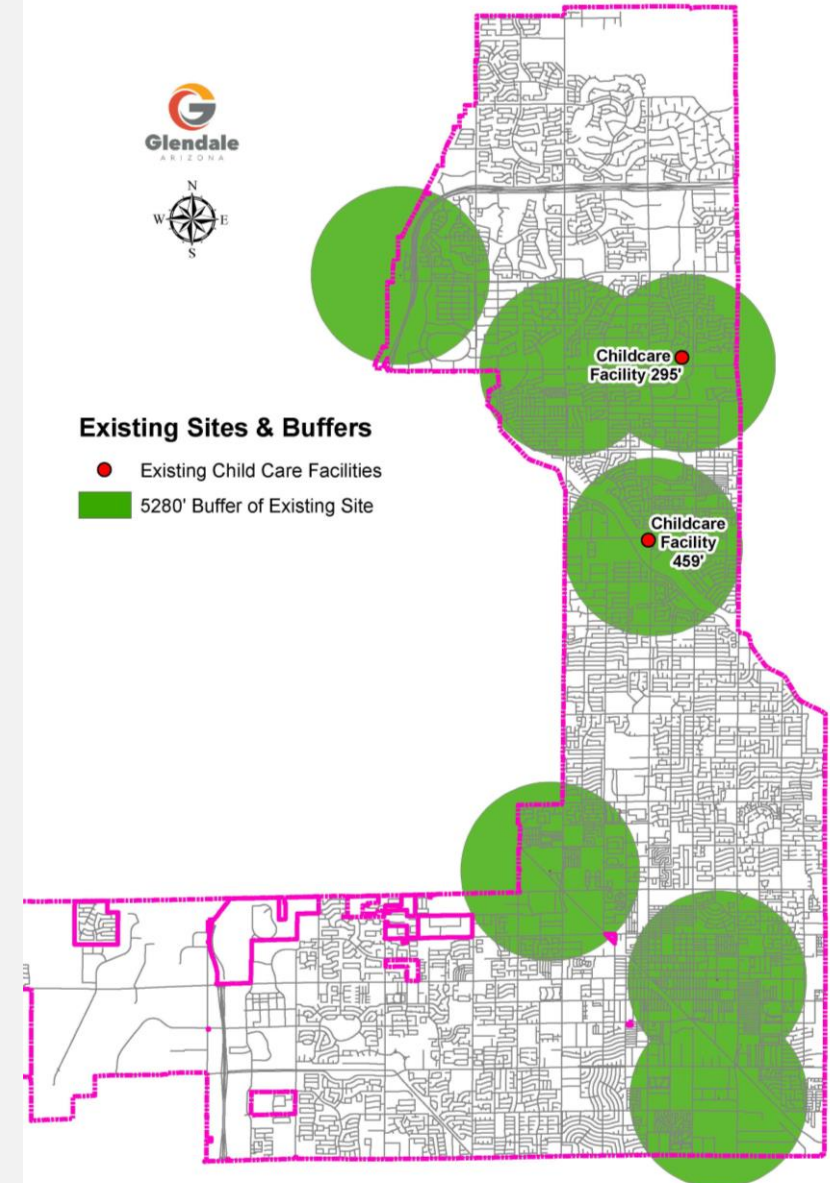 Glendale
ARIZONA
N
W E
S
Childcare
Facility 295'
Existing Sites & Buffers
Existing Child Care Facilities
5280' Buffer of Existing Site
Childcare
Facility
459'